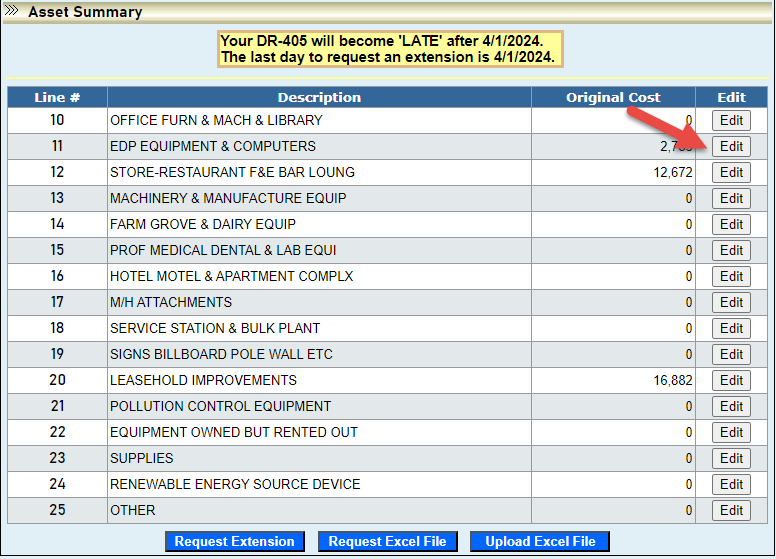 Asset Summary
Your DR-405 will become 'LATE' after 4/1/2024.
The last day to request an extension is 4/1/2024.
Line # Description Original Cost Edit
10 OFFICE FURN & MACH & LIBRARY 0 Edit
11 EDP EQUIPMENT & COMPUTERS Edit
12 STORE-RESTAURANT F&E BAR LOUNG 12,672 Edit
13 MACHINERY & MANUFACTURE EQUIP 0 Edit
14 FARM GROVE & DAIRY EQUIP 0 Edit
15 PROF MEDICAL DENTAL & LAB EQUI 0 Edit
16 HOTEL MOTEL & APARTMENT COMPLX 0 Edit
17 M/H ATTACHMENTS 0 Edit
18 SERVICE STATION & BULK PLANT 0 Edit
19 SIGNS BILLBOARD POLE WALL ETC 0 Edit
20 LEASEHOLD IMPROVEMENTS 16,882 Edit
21 POLLUTION CONTROL EQUIPMENT 0 Edit
22 EQUIPMENT OWNED BUT RENTED OUT 0 Edit
23 SUPPLIES 0 Edit
24 RENEWABLE ENERGY SOURCE DEVICE 0 Edit
25 OTHER 0 Edit
Request Extension Request Excel File Upload Excel File